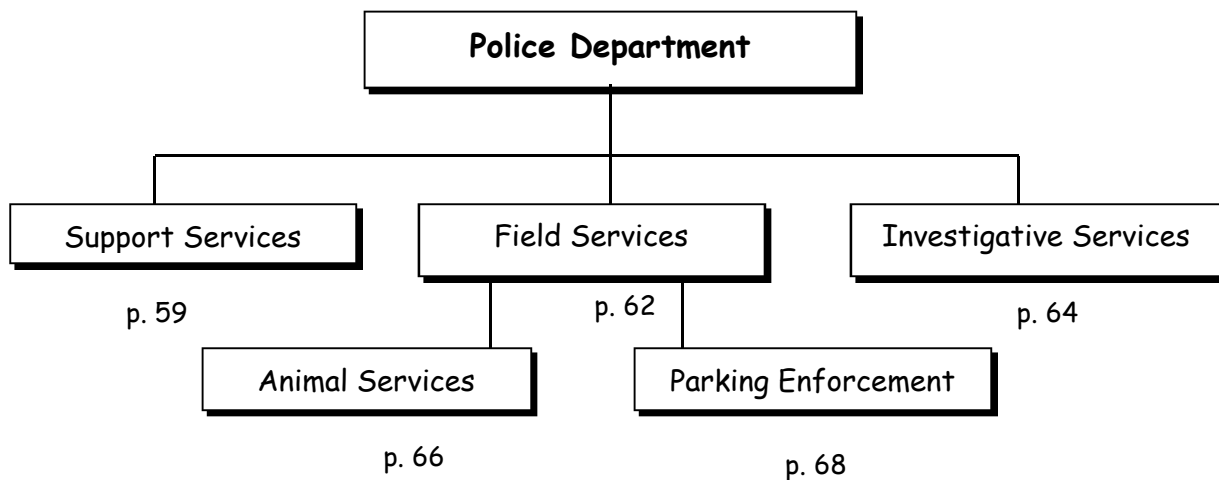 Police Department
Support Services
Field Services
Investigative Services
p. 59
p. 62
p. 64
Animal Services
Parking Enforcement
p. 66
p. 68